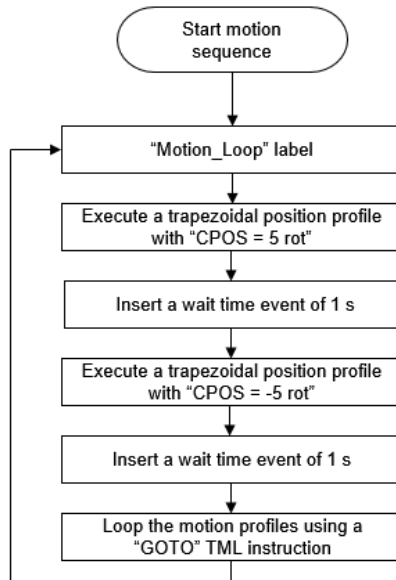 Start motion
sequence
“Motion_Loop” label
Execute a trapezoidal position profile
with “CPOS = 5 rot”
Insert a wait time event of 1 s
Execute a trapezoidal position profile
with “CPOS = -5 rot”
Insert a wait time event of 1 s
Loop the motion profiles using a
“GOTO” TML instruction